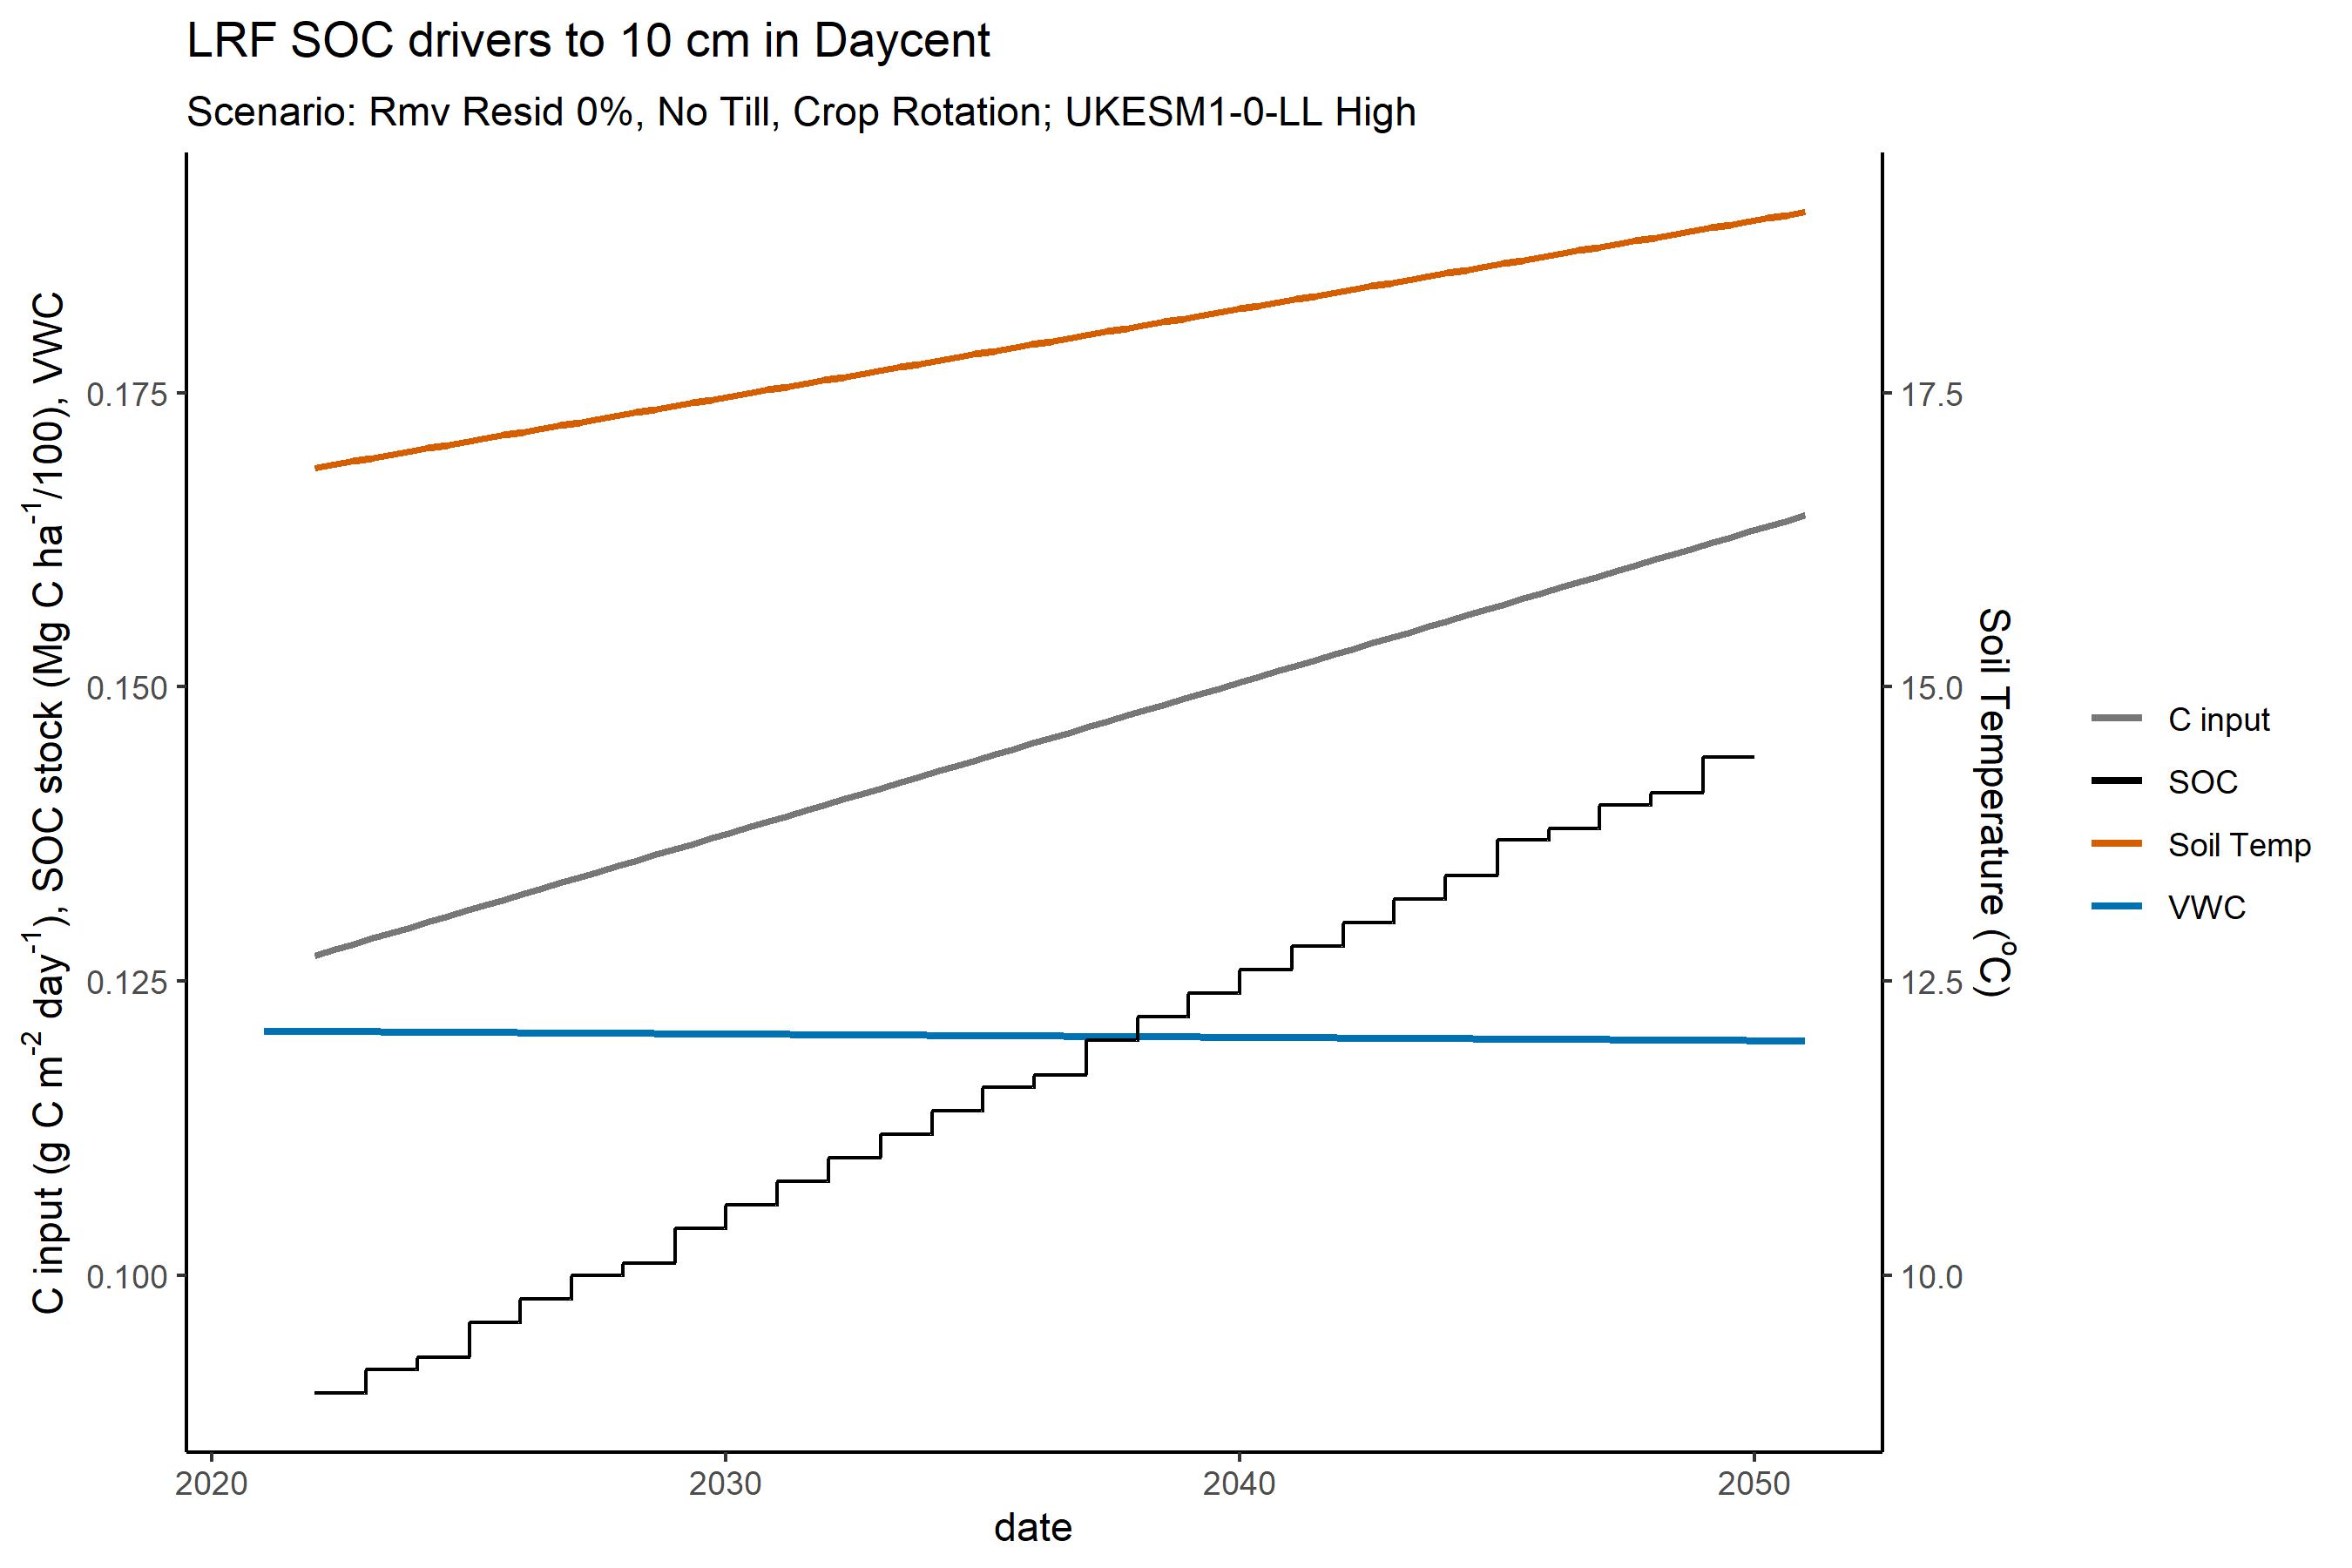 LRF SOC drivers to 10 cm in Daycent
Scenario: Rmv Resid 0%, No Till, Crop Rotation; UKESM1-0-LL High
C input (g C m⁻² day⁻¹), SOC stock (Mg C ha⁻¹/100), VWC
0.175
0.150
0.125
0.100
17.5
15.0
12.5
10.0
Soil Temperature (ºC)
C input
SOC
Soil Temp
VWC
2020
2030
2040
2050
date